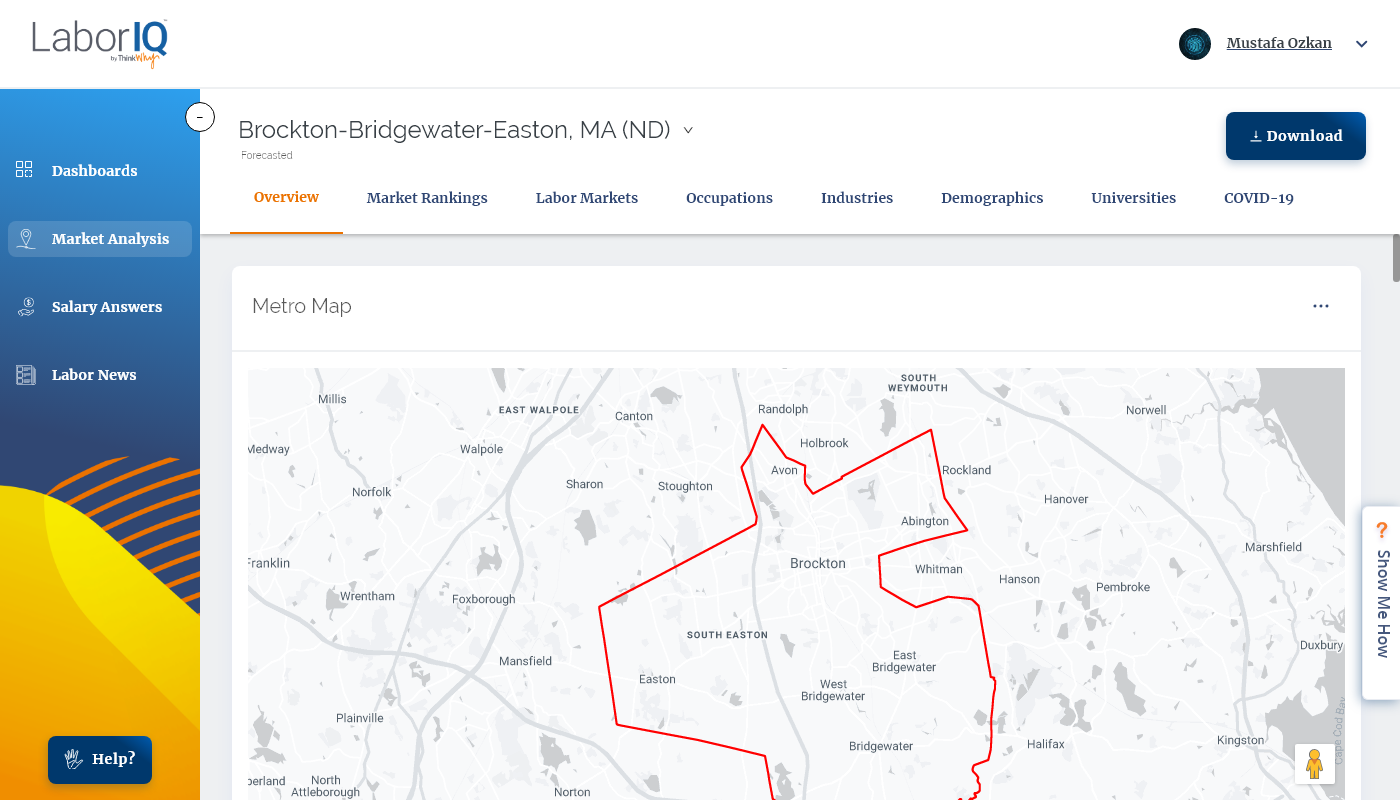 LaborIQ
by ThinkWhy
Mustafa Ozkan
-
Brockton-Bridgewater-Easton, MA (ND)
Forecasted
Download
Overview
Market Rankings
Labor Markets
Occupations
Industries
Demographics
Universities
COVID-19
Dashboards
Market Analysis
Salary Answers
Labor News
Help?
Metro Map
...
SOUTH
WEYMOUTH
Millis
EAST WALPOLE
Canton
Randolph
Norwell
Medway
Walpole
Holbrook
Avon
Rockland
Sharon
Stoughton
Norfolk
Hanover
Abington
Marshfield
Franklin
Brockton
Whitman
Hanson
Pembroke
Wrentham
Foxborough
SOUTH EASTON
Duxbury
Mansfield
East
Bridgewater
Easton
West
Bridgewater
Plainville
Bridgewater
Halifax
Kingston
Cape Cod Bay
berland
North
Attleborough
Norton
? Show Me How